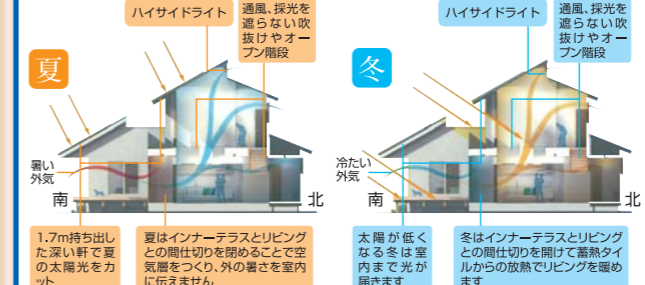 ハイサイドライト
通風、採光を
遮らない吹
抜けやオー
プン階段
夏
暑い
外気
南
北
1.7m持ち出し
た深い軒で夏
の太陽光をカ
ット
夏はインナーテラスとリビング
との間仕切りを閉めることで空
気層をつくり、外の暑さを室内
に伝えません
ハイサイドライト
通風、採光を
遮らない吹
抜けやオー
プン階段
冬
冷たい
外気
南
北
太陽が低く
なる冬は室
内まで光が
届きます
冬はインナーテラスとリビング
との間仕切りを開けて蓄熱タイ
ルからの放熱でリビングを暖め
ます